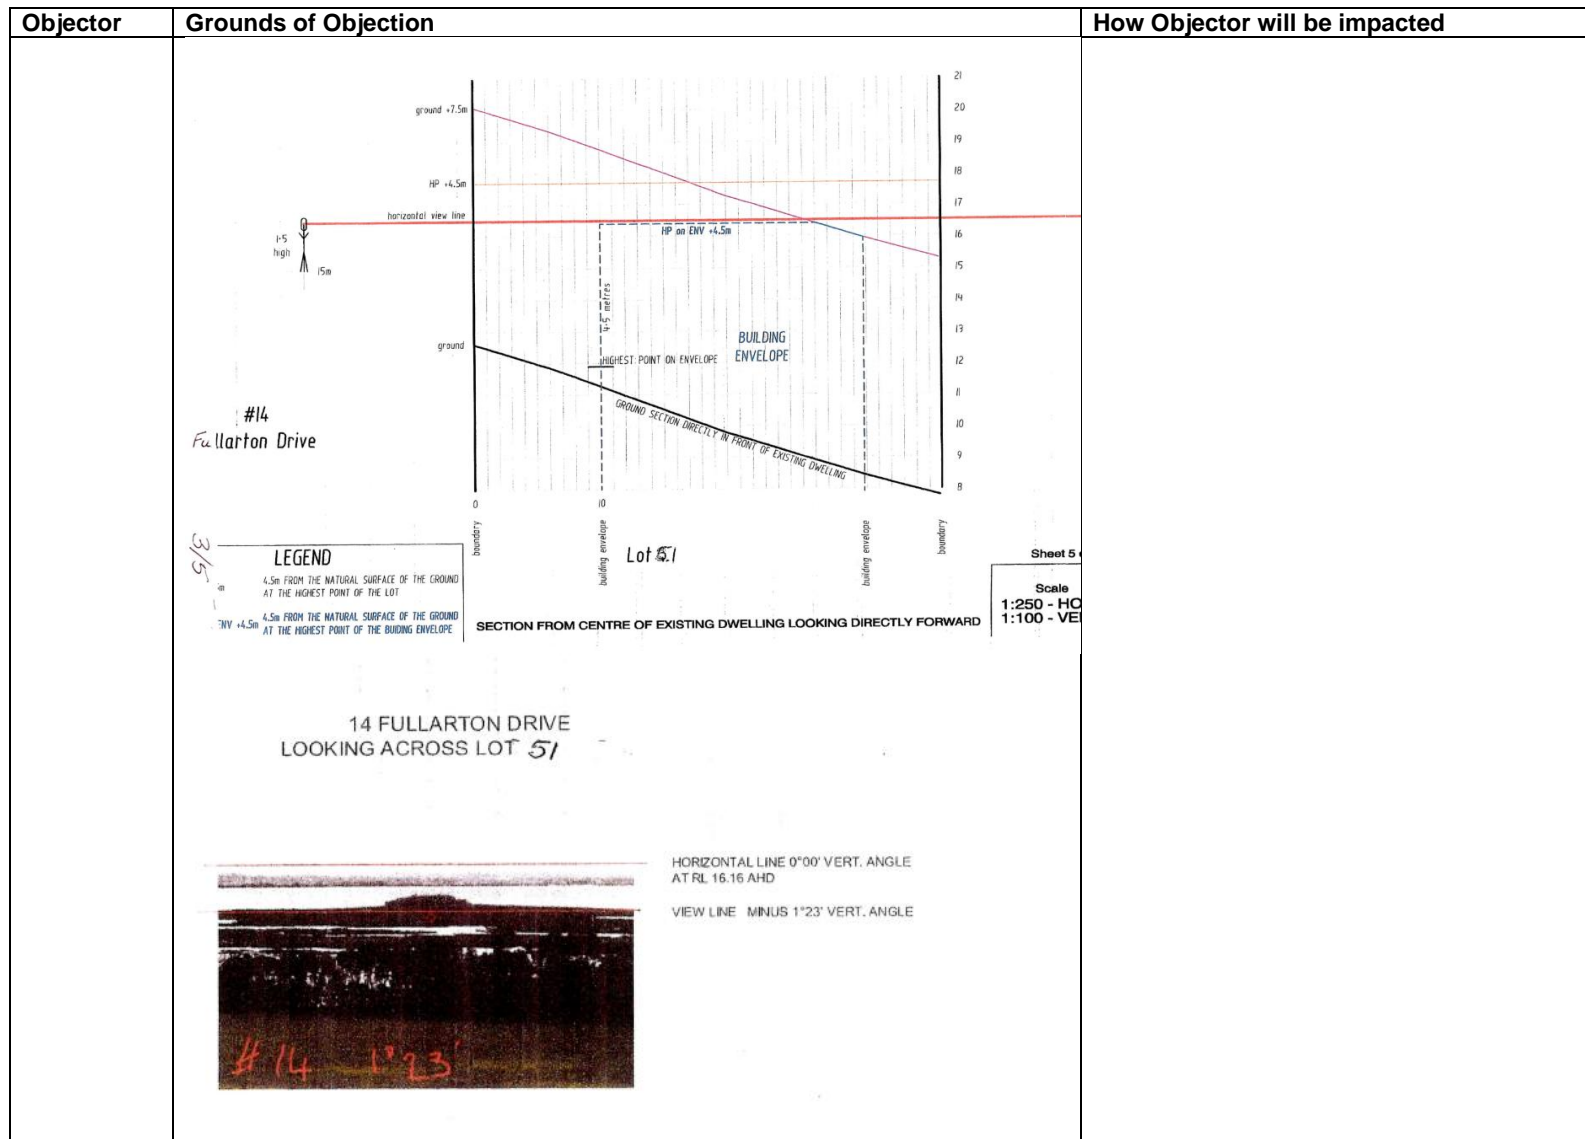 Objector
Grounds of Objection
How Objector will be impacted
21
20
19
18
17
16
15
14
13
12
11
10
9
8
ground +7.5m
HP +4.5m
horizontal view line
HP on ENV +4.5m
1·5
high
15m
4·5 metres
BUILDING
ENVELOPE
ground
HIGHEST POINT ON ENVELOPE
GROUND SECTION DIRECTLY IN FRONT OF EXISTING DWELLING
#14
Fullarton Drive
0
10
boundary
building envelope
building envelope
boundary
Lot 51
3/5
LEGEND
4.5m FROM THE NATURAL SURFACE OF THE GROUND
AT THE HIGHEST POINT OF THE LOT
ENV +4.5m 4.5m FROM THE NATURAL SURFACE OF THE GROUND
AT THE HIGHEST POINT OF THE BUIDING ENVELOPE
SECTION FROM CENTRE OF EXISTING DWELLING LOOKING DIRECTLY FORWARD
Sheet 5
Scale
1:250 - HO
1:100 - VE
14 FULLARTON DRIVE
LOOKING ACROSS LOT 51
HORIZONTAL LINE 0°00' VERT. ANGLE
AT RL 16.16 AHD
VIEW LINE MINUS 1°23' VERT. ANGLE
#14 1°23'